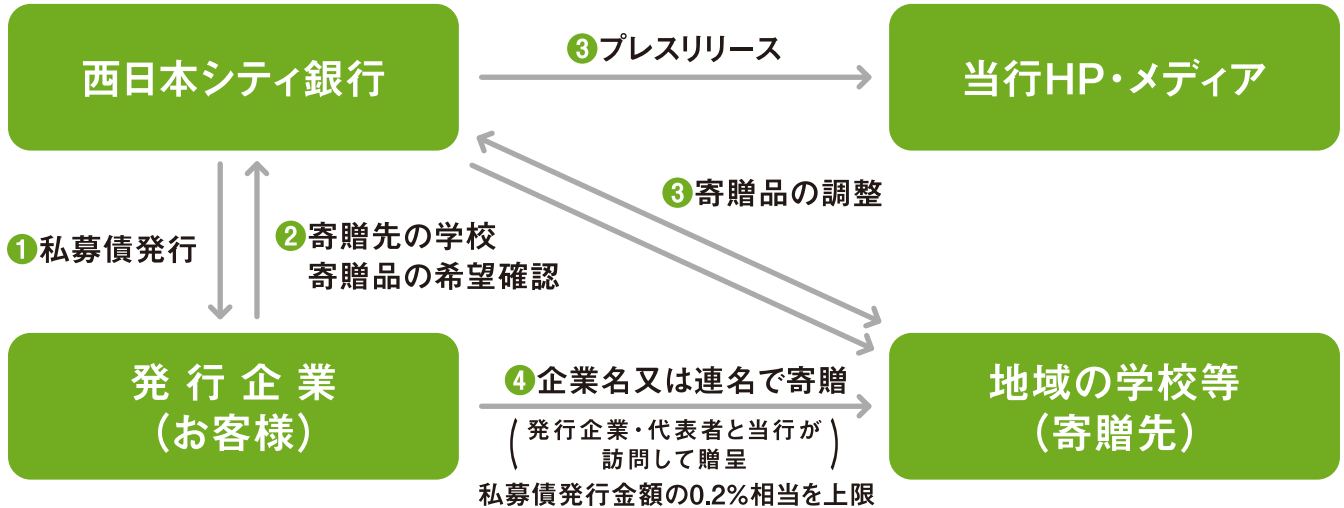 西日本シティ銀行
❸プレスリリース
当行HP・メディア
❸寄贈品の調整
❶私募債発行
❷寄贈先の学校
寄贈品の希望確認
発行企業
(お客様)
❹企業名又は連名で寄贈
(発行企業・代表者と当行が
訪問して贈呈)
私募債発行金額の0.2%相当を上限
地域の学校等
(寄贈先)